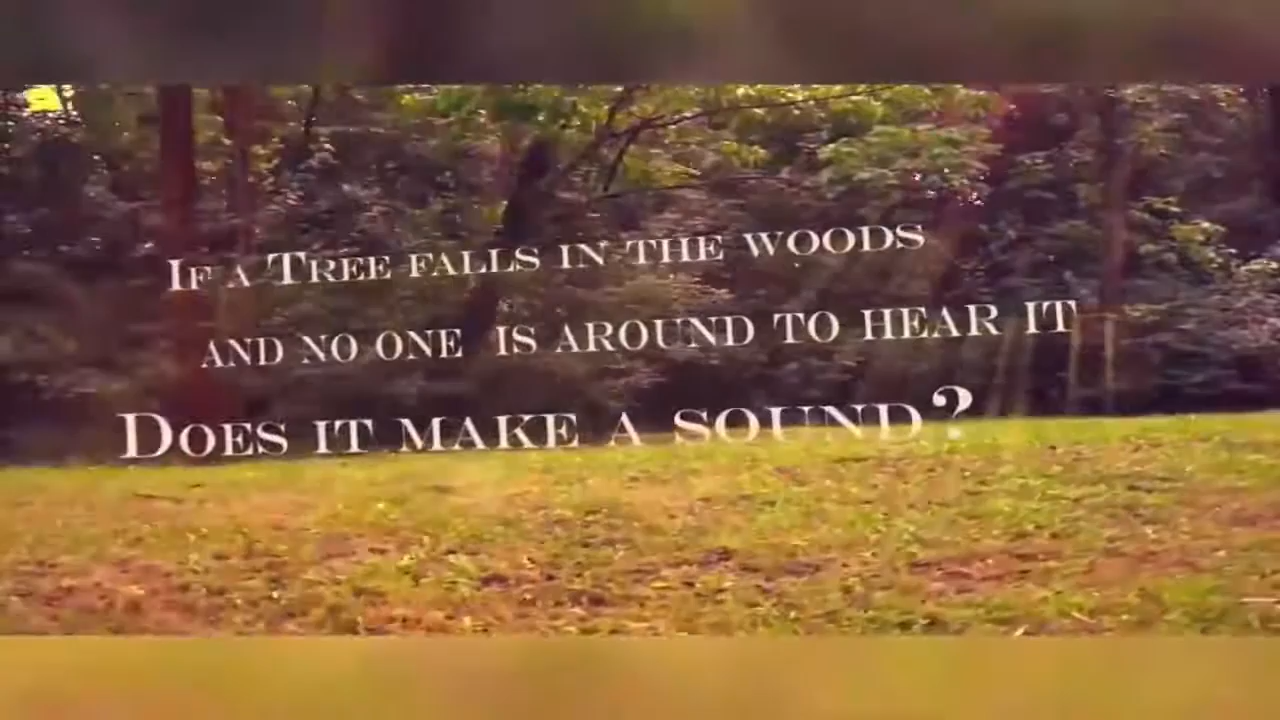 If a Tree falls in the woods
and no one is around to hear it
Does it make a sound?